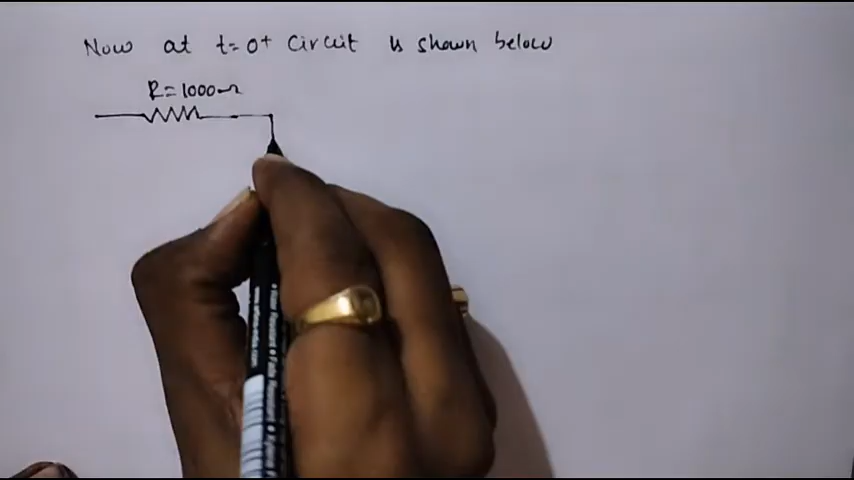 Now at t=0+ circuit is shown below
R=1000Ω